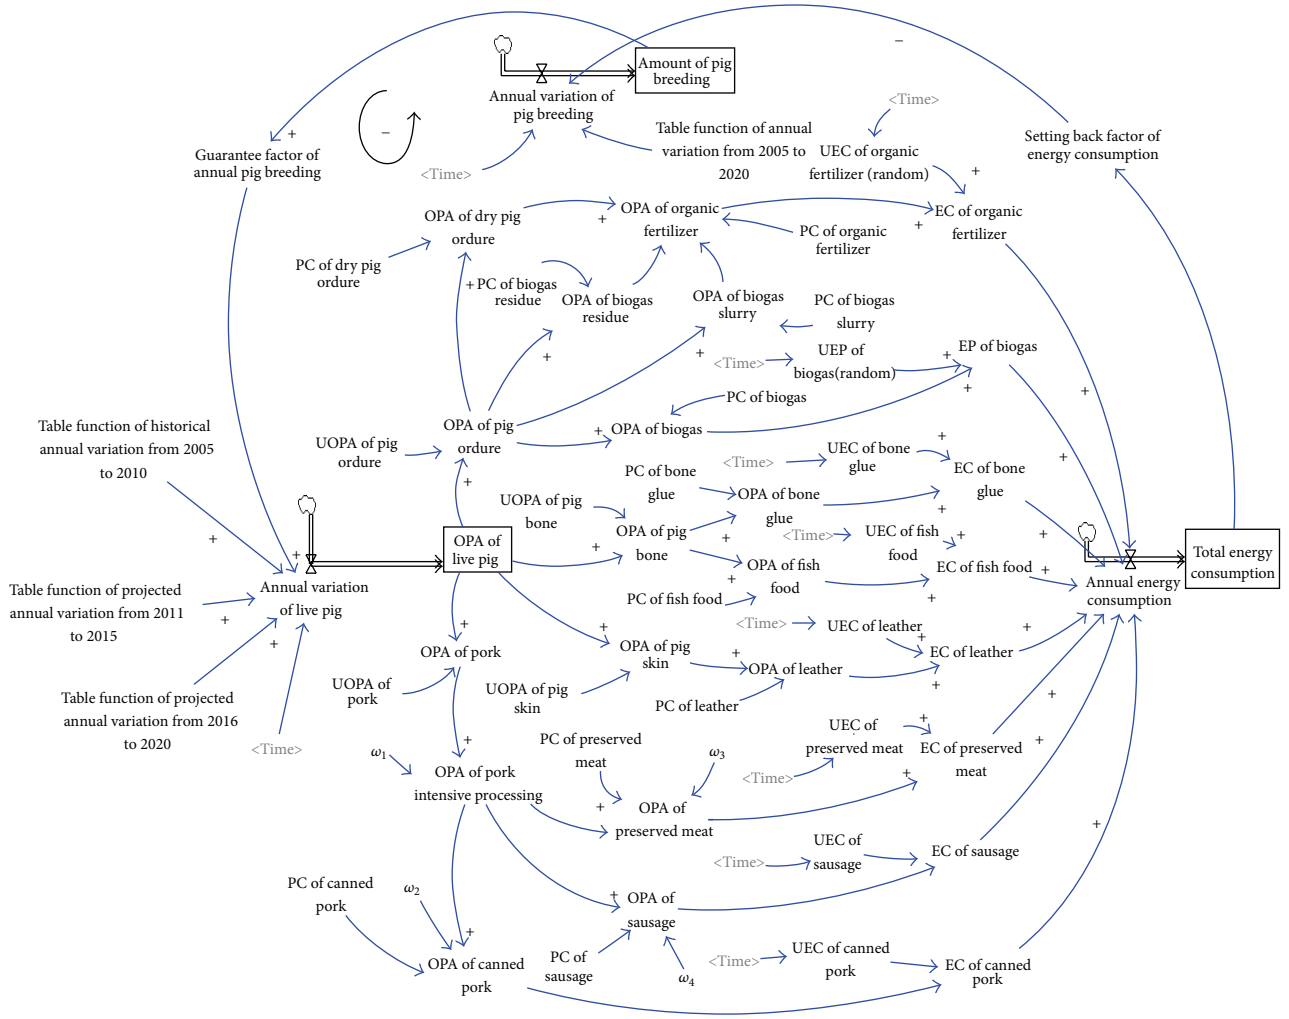 −
Amount of pig
breeding
Annual variation of
pig breeding
<Time>
+
−
Table function of annual
variation from 2005 to
2020
UEC of organic
fertilizer (random)
Setting back factor of
energy consumption
Guarantee factor of
annual pig breeding
<Time>
+
OPA of dry pig
ordure
+
OPA of organic
fertilizer
+
EC of organic
fertilizer
PC of organic
fertilizer
PC of dry pig
ordure
+
PC of biogas
residue
OPA of biogas
residue
OPA of biogas
slurry
PC of biogas
slurry
+
+
<Time>
UEP of
biogas(random)
+
EP of biogas
+
+
PC of biogas
Table function of historical
annual variation from 2005
to 2010
UOPA of pig
ordure
OPA of pig
ordure
+
OPA of biogas
+
+
<Time>
UEC of bone
glue
+
EC of bone
glue
PC of bone
glue
OPA of bone
glue
+
UOPA of pig
bone
OPA of pig
bone
+
+
<Time>
UEC of fish
food
+
+
+
+
OPA of
live pig
+
OPA of fish
food
EC of fish food
+
+
Total energy
consumption
Annual energy
consumption
Annual variation
of live pig
Table function of projected
annual variation from 2011
to 2015
+
+
PC of fish food
<Time>
UEC of leather
+
+
+
OPA of pork
+
OPA of pig
skin
+
OPA of leather
EC of leather
+
+
UOPA of
pork
UOPA of pig
skin
PC of leather
Table function of projected
annual variation from 2016
to 2020
<Time>
ω1
+
OPA of pork
intensive processing
PC of preserved
meat
ω3
UEC of
preserved meat
+
EC of preserved
meat
+
<Time>
+
+
OPA of
preserved meat
+
UEC of
sausage
<Time>
EC of sausage
PC of canned
pork
ω2
+
OPA of
sausage
+
OPA of canned
pork
PC of
sausage
ω4
<Time>
UEC of canned
pork
EC of canned
pork